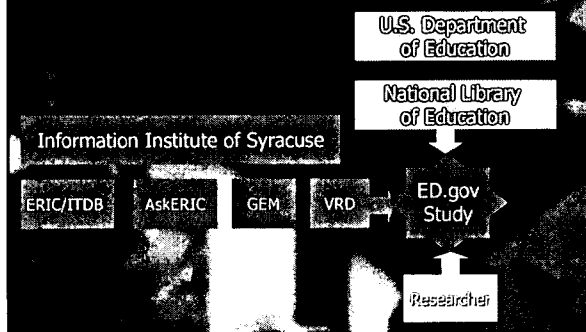 U.S. Department
of Education
National Library
of Education
Information Institute of Syracuse
ERIC/ITDB
AskERIC
GEM
VRD
ED.gov
Study
Researcher